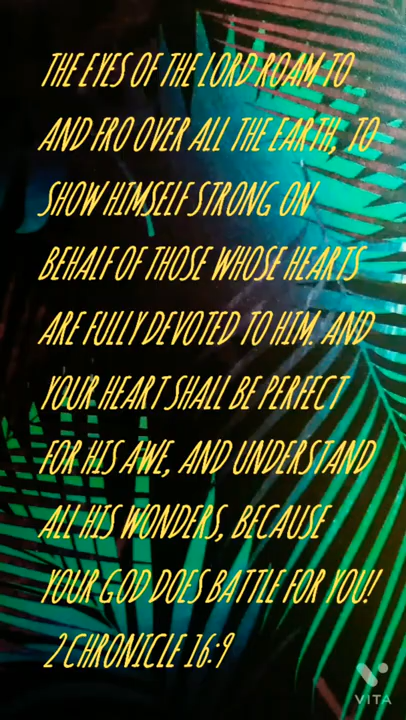 THE EYES OF THE LORD ROAM TO
AND FRO OVER ALL THE EARTH, TO
SHOW HIMSELF STRONG ON
BEHALF OF THOSE WHOSE HEARTS
ARE FULLY DEVOTED TO HIM. AND
YOUR HEART SHALL BE PERFECT
FOR HIS AWE, AND UNDERSTAND
ALL HIS WONDERS, BECAUSE
YOUR GOD DOES BATTLE FOR YOU!
2 CHRONICLE 16:9
VITA